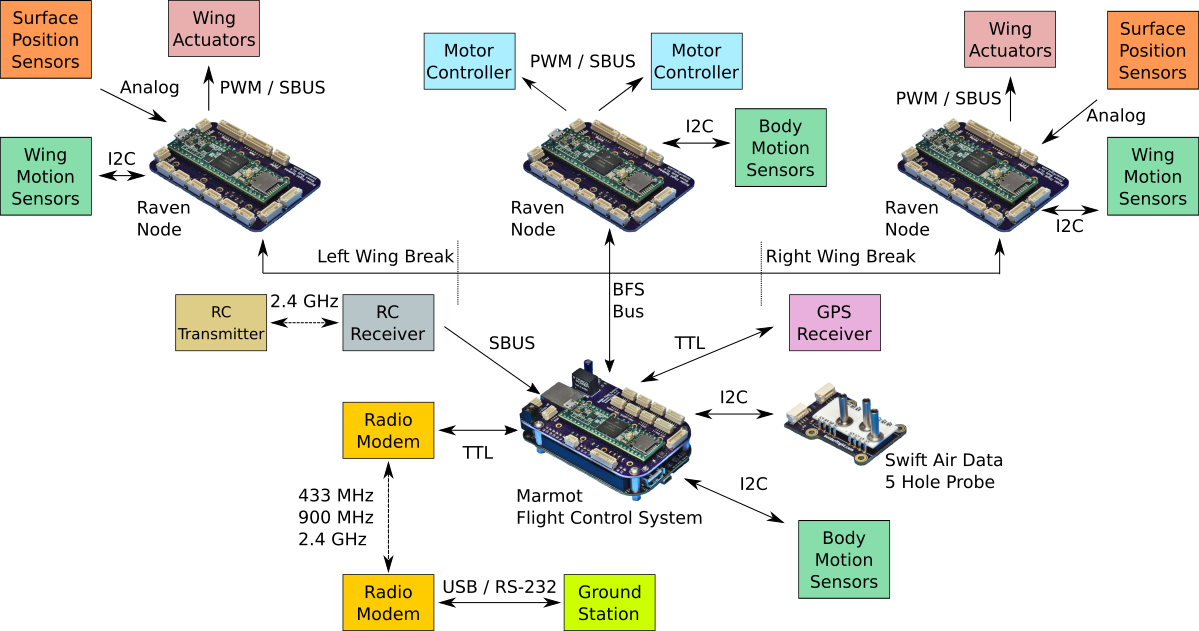 Surface
Position
Sensors
Wing
Actuators
Analog
PWM / SBUS
Wing
Motion
Sensors
I2C
Raven
Node
Motor
Controller
PWM / SBUS
Motor
Controller
I2C
Body
Motion
Sensors
Raven
Node
Wing
Actuators
Surface
Position
Sensors
PWM / SBUS
Analog
Wing
Motion
Sensors
I2C
Raven
Node
Left Wing Break
Right Wing Break
BFS
Bus
RC
Transmitter
2.4 GHz
RC
Receiver
SBUS
GPS
Receiver
TTL
I2C
Swift Air Data
5 Hole Probe
Radio
Modem
TTL
Marmot
Flight Control System
I2C
Body
Motion
Sensors
433 MHz
900 MHz
2.4 GHz
Radio
Modem
USB / RS-232
Ground
Station